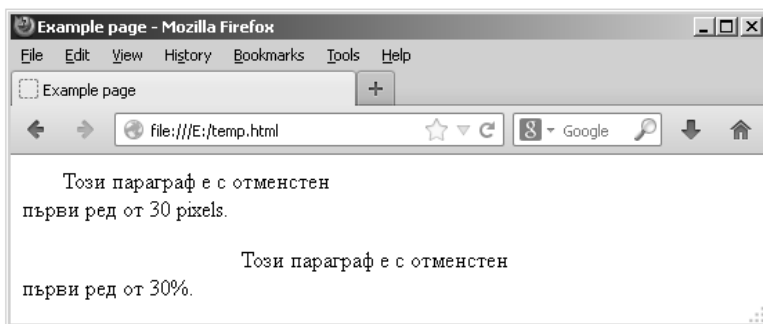 Example page - Mozilla Firefox
File Edit View History Bookmarks Tools Help
Example page +
file:///E:/temp.html 8 Google
Този параграф е с отменстен
първи ред от 30 pixels.
Този параграф е с отменстен
първи ред от 30%.